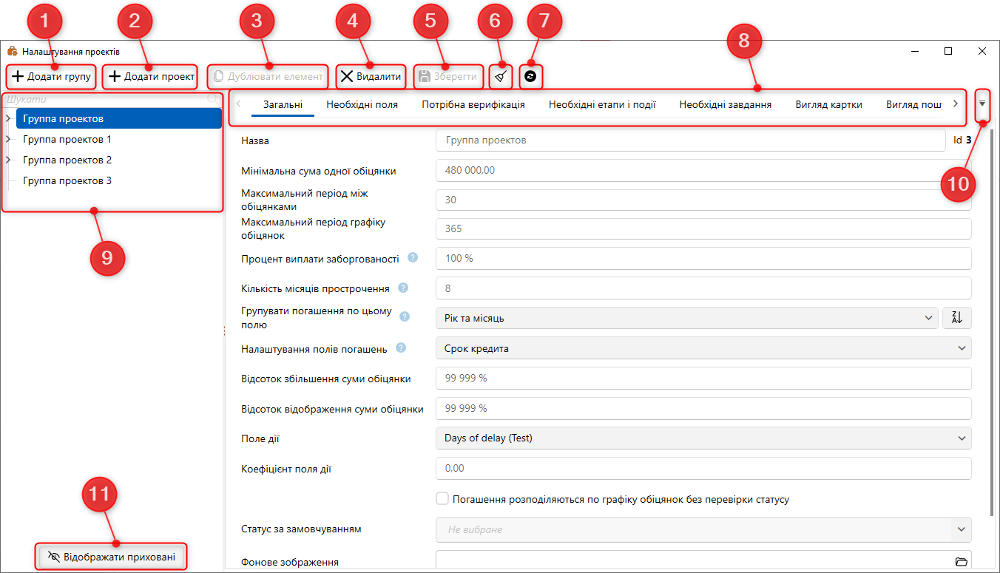 1
2
3
4
5
6
7
8
Налаштування проектів
Додати групу
Додати проект
Дублювати елемент
Видалити
Зберегти
Шукати
Загальні
Необхідні поля
Потрібна верифікація
Необхідні етапи і події
Необхідні завдання
Вигляд картки
Вигляд пошу
Группа проектов
Группа проектов 1
Группа проектов 2
Группа проектов 3
9
10
Назва
Группа проектов
Id 3
Мінімальна сума одної обіцянки
480 000,00
Максимальний період між
обіцянками
30
Максимальний період графіку
обіцянок
365
Процент виплати заборгованості ?
100 %
Кількість місяців прострочення ?
8
Групувати погашення по цьому
полю ?
Рік та місяць
Z
A
Налаштування полів погашень ?
Срок кредита
Відсоток збільшення суми обіцянки
99 999 %
Відсоток відображення суми обіцянки
99 999 %
Поле дії
Days of delay (Test)
Коефіцієнт поля дії
0,00
Погашення розподіляються по графіку обіцянок без перевірки статусу
Статус за замовчуванням
Не вибране
Фонове зображення
11
Відображати приховані